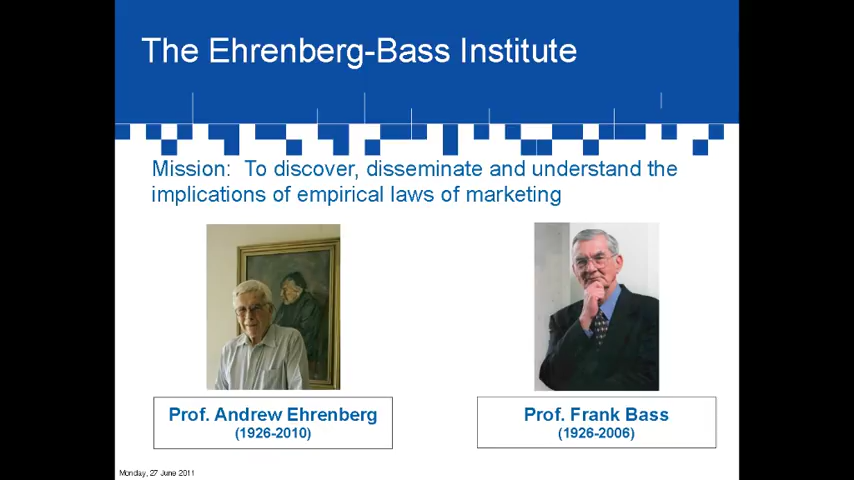 The Ehrenberg-Bass Institute
Mission:  To discover, disseminate and understand the
implications of empirical laws of marketing
Prof. Andrew Ehrenberg
(1926-2010)
Prof. Frank Bass
(1926-2006)
Monday, 27 June 2011